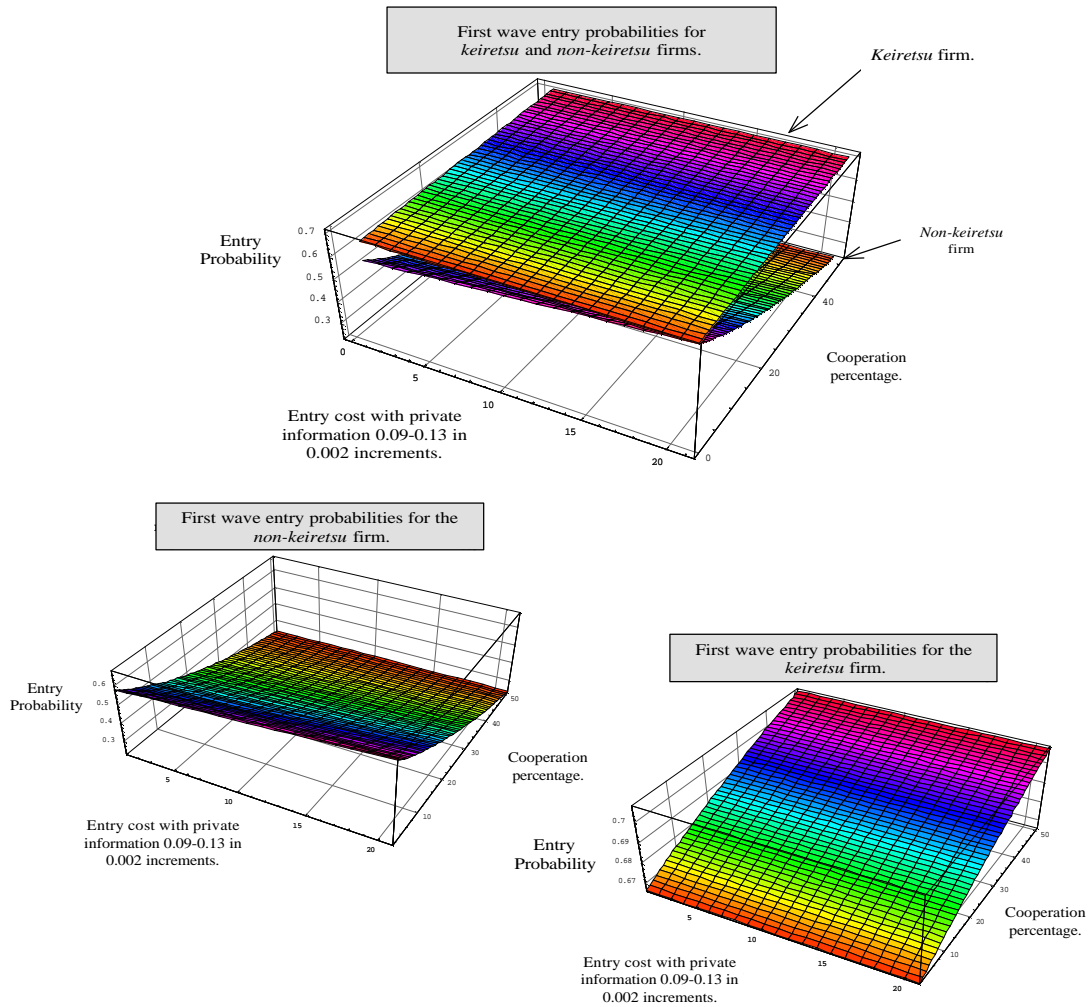 First wave entry probabilities for
keiretsu and non-keiretsu firms.
Keiretsu firm.
Non-keiretsu
firm
Entry
Probability
0.7
0.6
0.5
0.4
0.3
0
5
10
15
20
0
20
40
Cooperation
percentage.
Entry cost with private
information 0.09-0.13 in
0.002 increments.
First wave entry probabilities for the
non-keiretsu firm.
Entry
Probability
0.6
0.5
0.4
0.3
5
10
15
20
10
20
30
40
50
Cooperation
percentage.
Entry cost with private
information 0.09-0.13 in
0.002 increments.
First wave entry probabilities for the
keiretsu firm.
Entry
Probability
0.7
0.69
0.68
0.67
5
10
15
20
10
20
30
40
50
Cooperation
percentage.
Entry cost with private
information 0.09-0.13 in
0.002 increments.